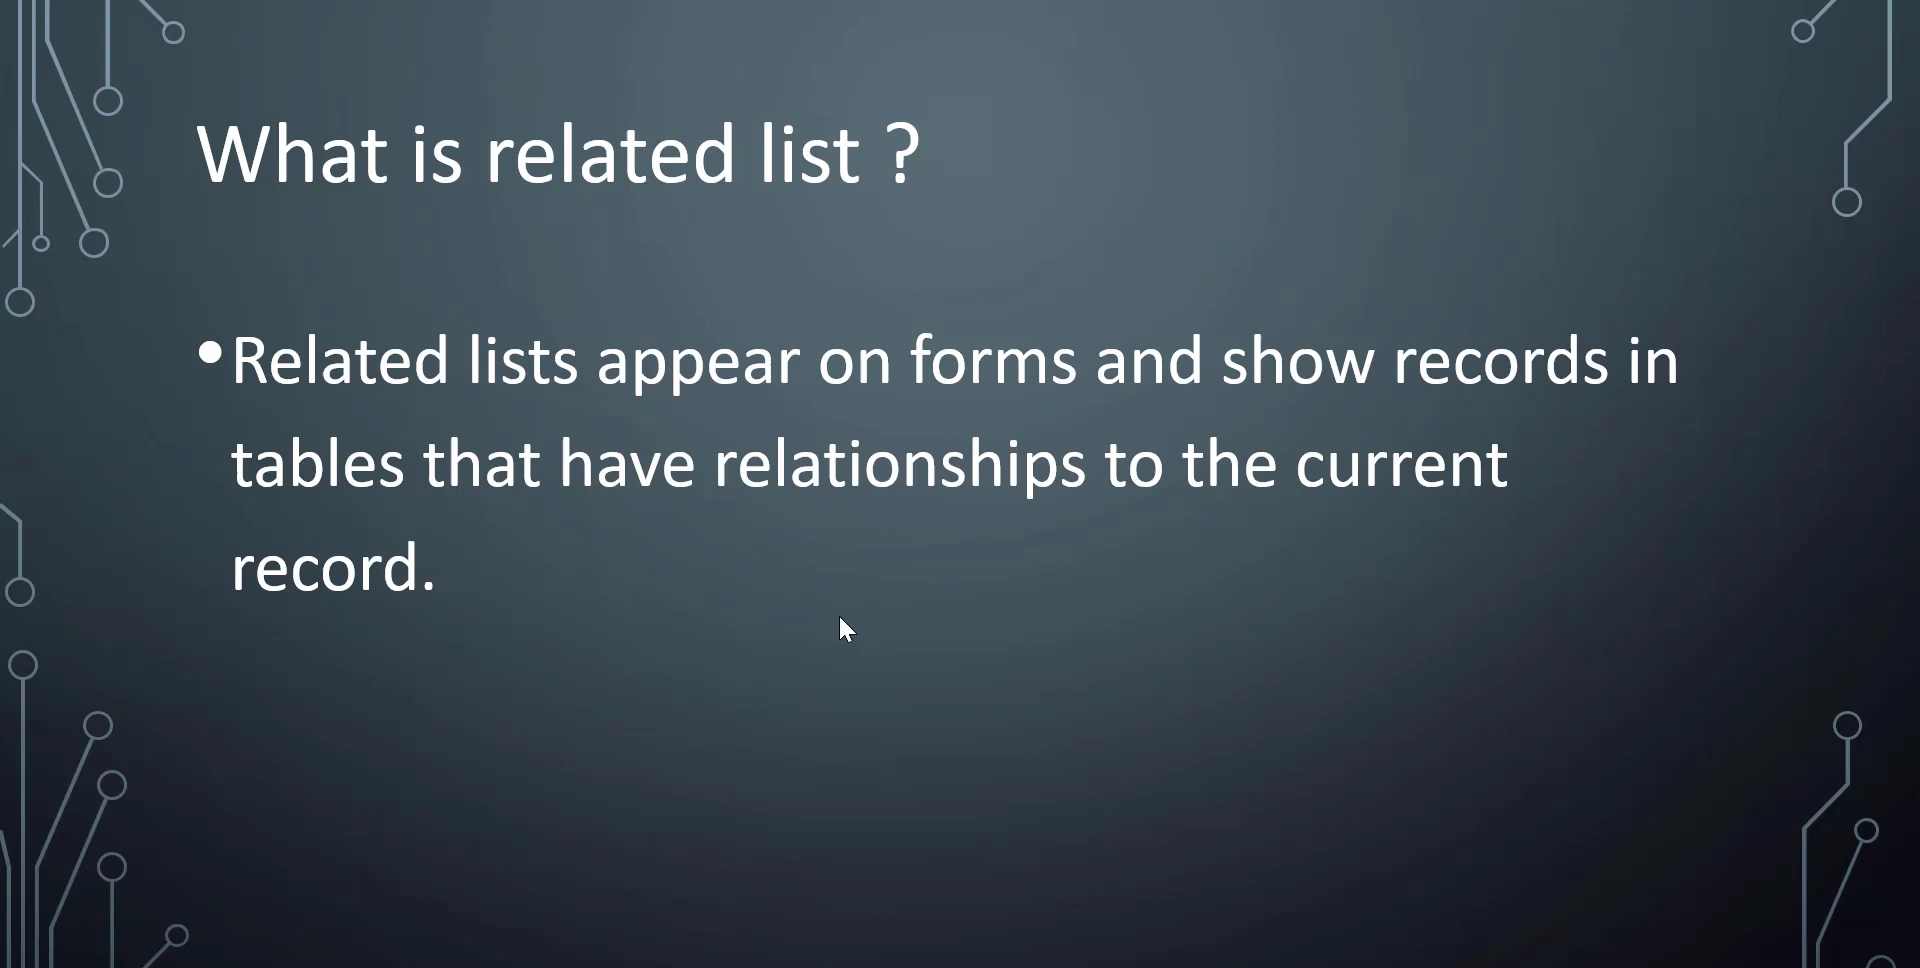 What is related list ?
•Related lists appear on forms and show records in
tables that have relationships to the current
record.